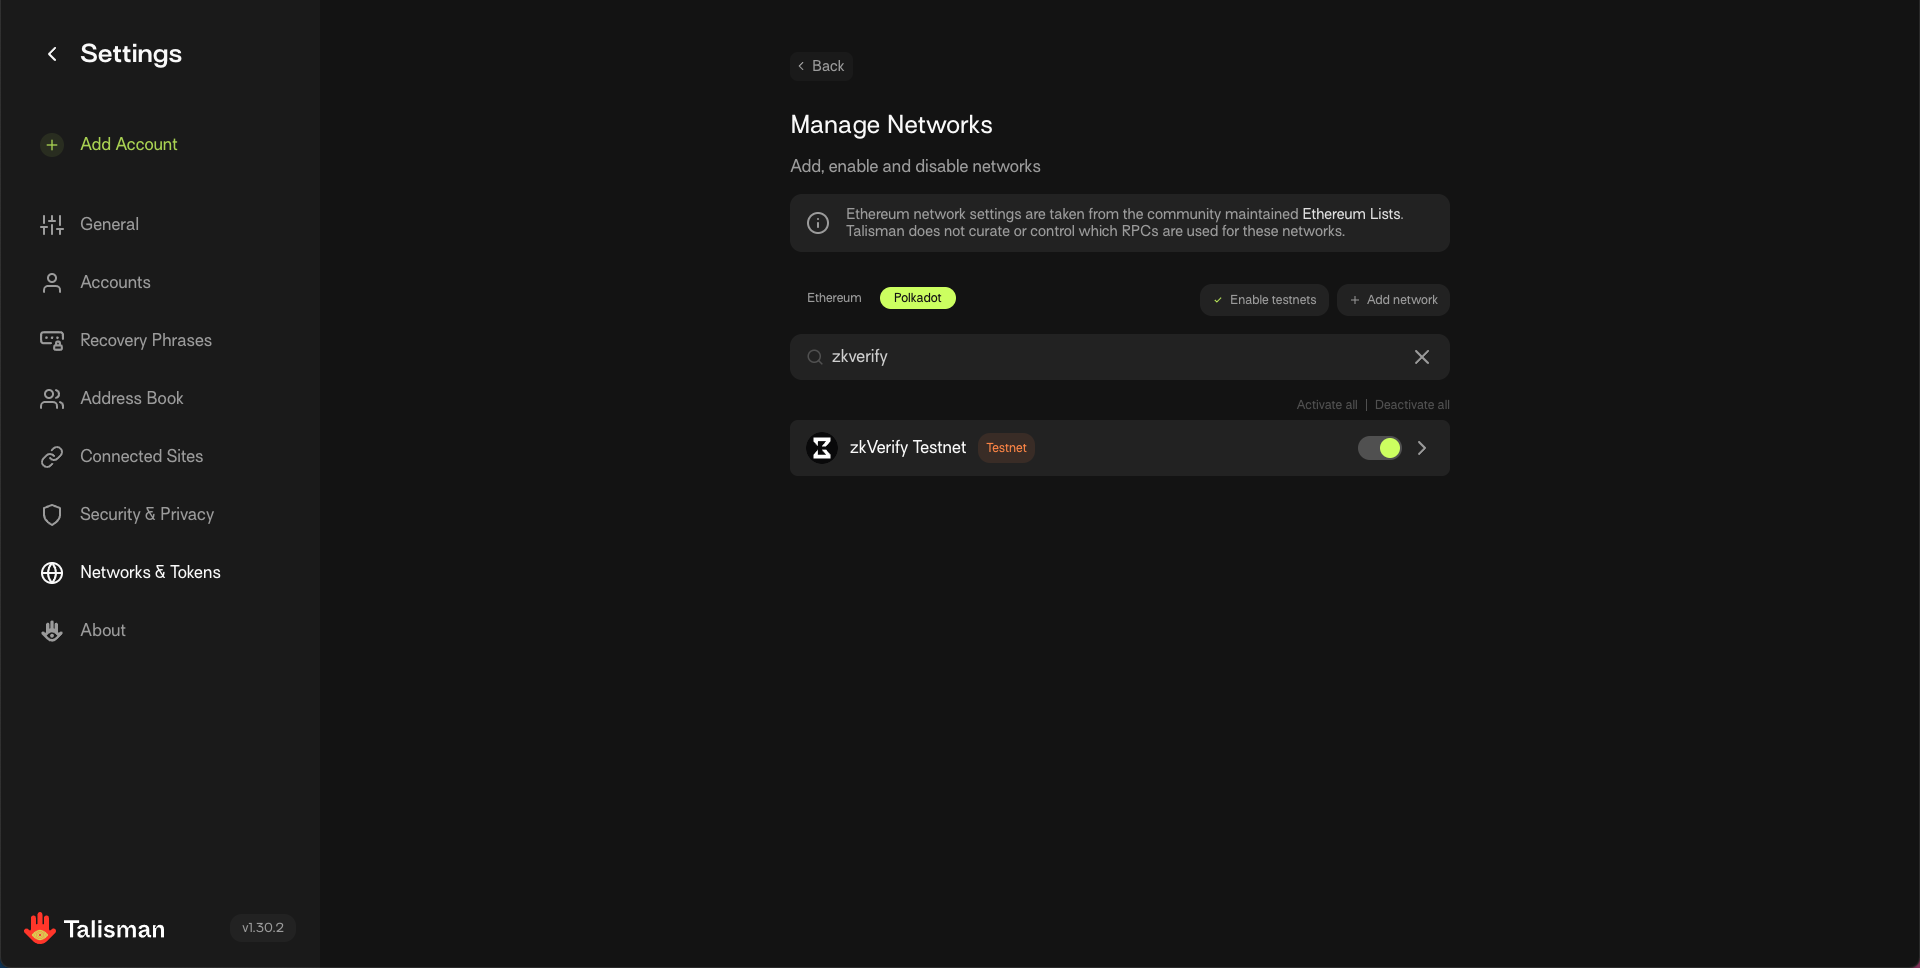 Settings
Add Account
General
Accounts
Recovery Phrases
Address Book
Connected Sites
Security & Privacy
Networks & Tokens
About
Talisman
v1.30.2
Back
Manage Networks
Add, enable and disable networks
Ethereum network settings are taken from the community maintained Ethereum Lists.
Talisman does not curate or control which RPCs are used for these networks.
Ethereum Polkadot Enable testnets Add network
zkverify
Activate all | Deactivate all
zkVerify Testnet Testnet